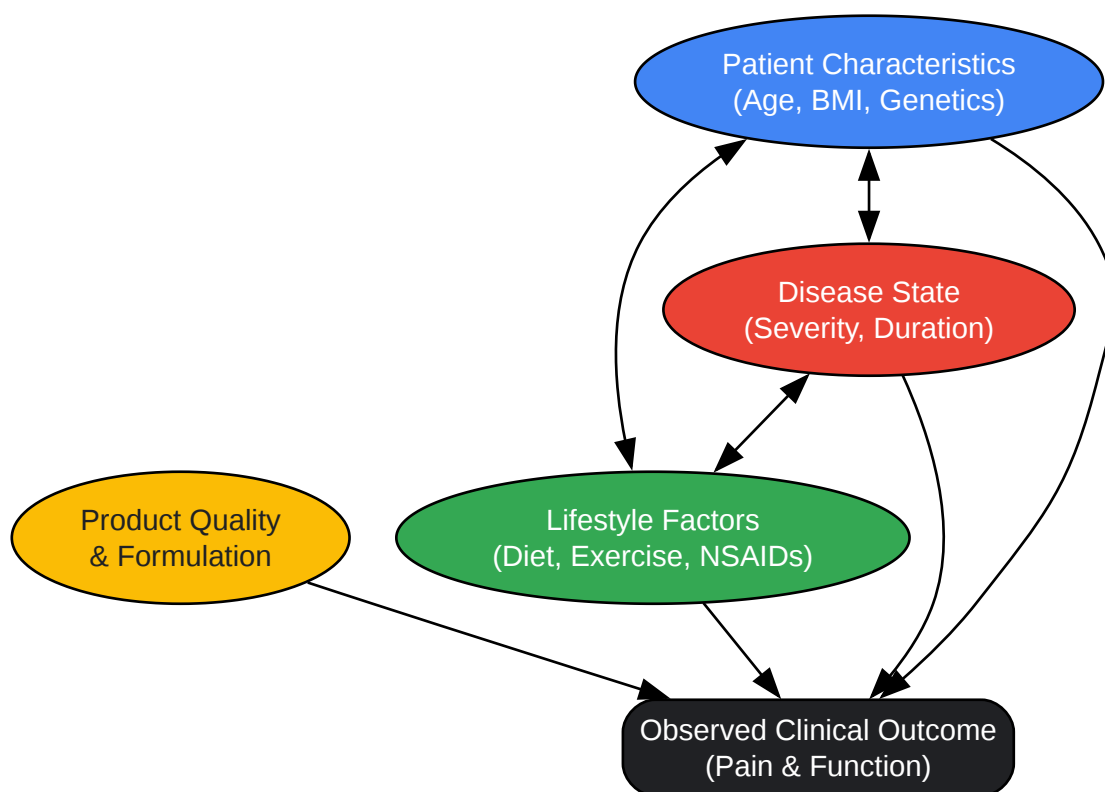 Patient Characteristics
(Age, BMI, Genetics)
Disease State
(Severity, Duration)
Product Quality
& Formulation
Lifestyle Factors
(Diet, Exercise, NSAIDs)
Observed Clinical Outcome
(Pain & Function)